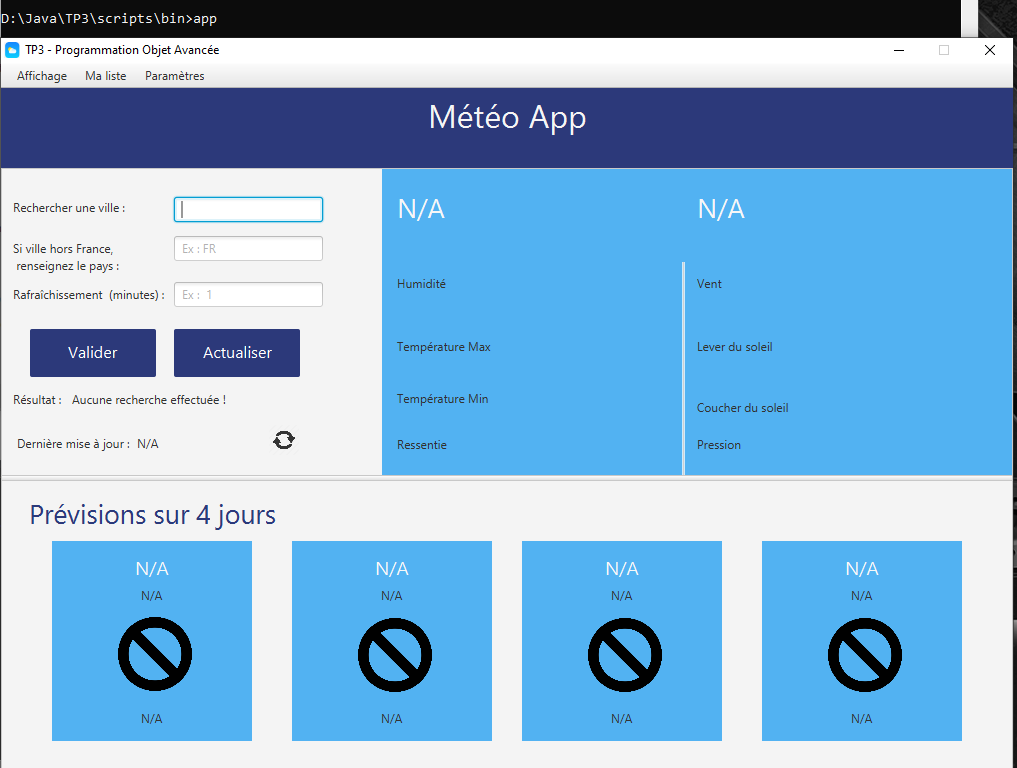 D:\Java\TP3\scripts\bin>app
TP3 - Programmation Objet Avancée
Affichage Ma liste Paramètres
Météo App
Rechercher une ville :
Si ville hors France,
renseignez le pays :
Ex : FR
Rafraîchissement (minutes) :
Ex : 1
Valider
Actualiser
Résultat : Aucune recherche effectuée !
Dernière mise à jour : N/A
N/A
Humidité
Température Max
Température Min
Ressentie
N/A
Vent
Lever du soleil
Coucher du soleil
Pression
Prévisions sur 4 jours
N/A
N/A
N/A
N/A
N/A
N/A
N/A
N/A
N/A
N/A
N/A
N/A